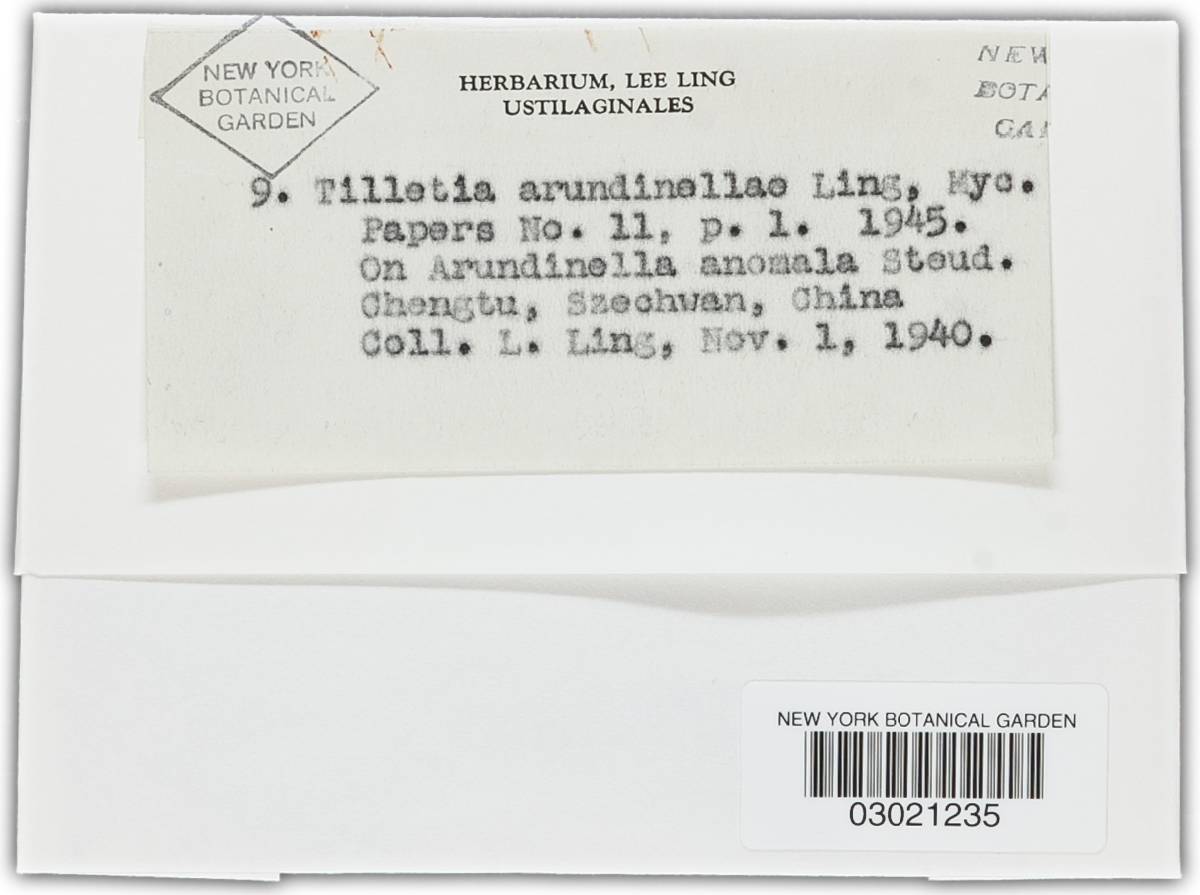 NEW YORK
BOTANICAL
GARDEN
HERBARIUM, LEE LING
USTILAGINALES
NEW
BOTA
GAR
9. Tilletia arundinellae Ling, Myc.
Papers No. 11, p. 1. 1945.
On Arundinella anomala Steud.
Chengtu, Szechwan, China
Coll. L. Ling, Nov. 1, 1940.
NEW YORK BOTANICAL GARDEN
03021235